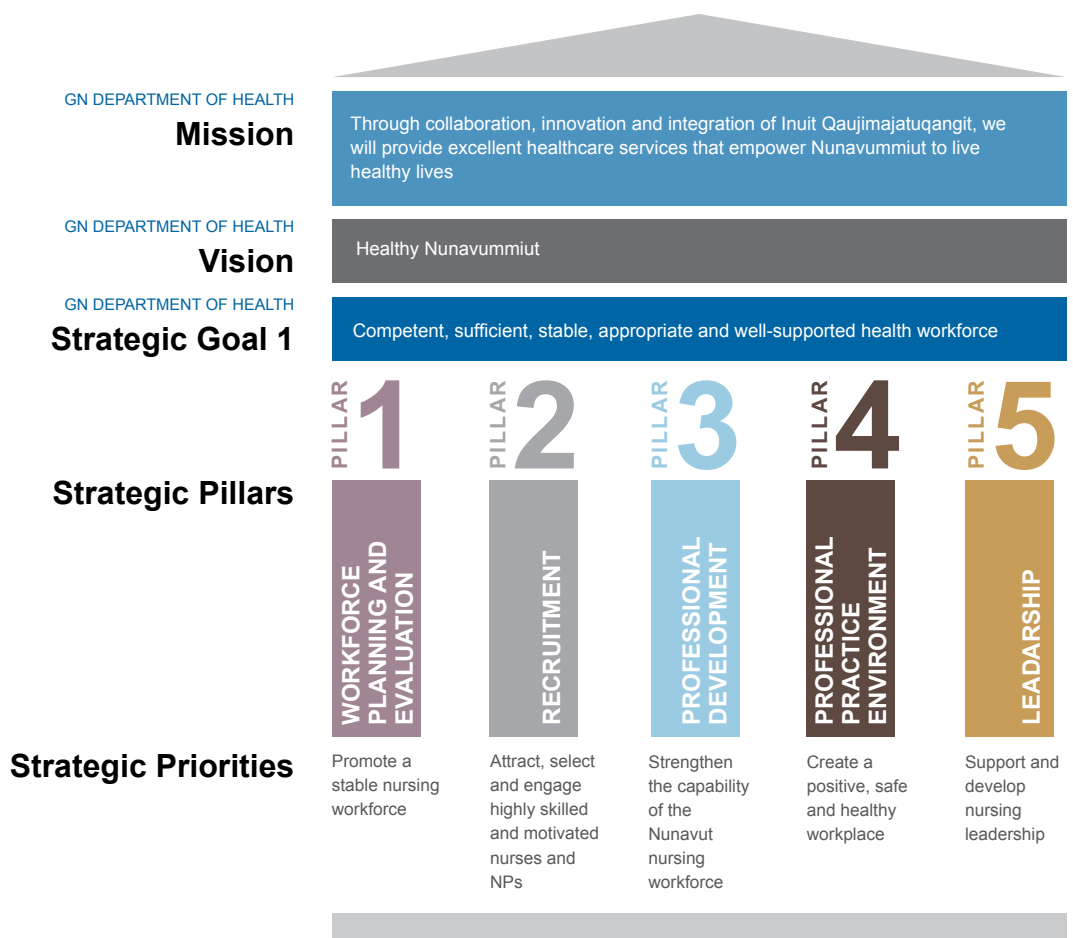 GN DEPARTMENT OF HEALTH
Mission
Through collaboration, innovation and integration of Inuit Qaujimajatuqangit, we
will provide excellent healthcare services that empower Nunavummiut to live
healthy lives
GN DEPARTMENT OF HEALTH
Vision
Healthy Nunavummiut
GN DEPARTMENT OF HEALTH
Strategic Goal 1
Competent, sufficient, stable, appropriate and well-supported health workforce
Strategic Pillars
PILLAR 1
WORKFORCE
PLANNING AND
EVALUATION
PILLAR 2
RECRUITMENT
PILLAR 3
PROFESSIONAL
DEVELOPMENT
PILLAR 4
PROFESSIONAL
PRACTICE
ENVIRONMENT
PILLAR 5
LEADARSHIP
Strategic Priorities
Promote a
stable nursing
workforce
Attract, select
and engage
highly skilled
and motivated
nurses and
NPs
Strengthen
the capability
of the
Nunavut
nursing
workforce
Create a
positive, safe
and healthy
workplace
Support and
develop
nursing
leadership